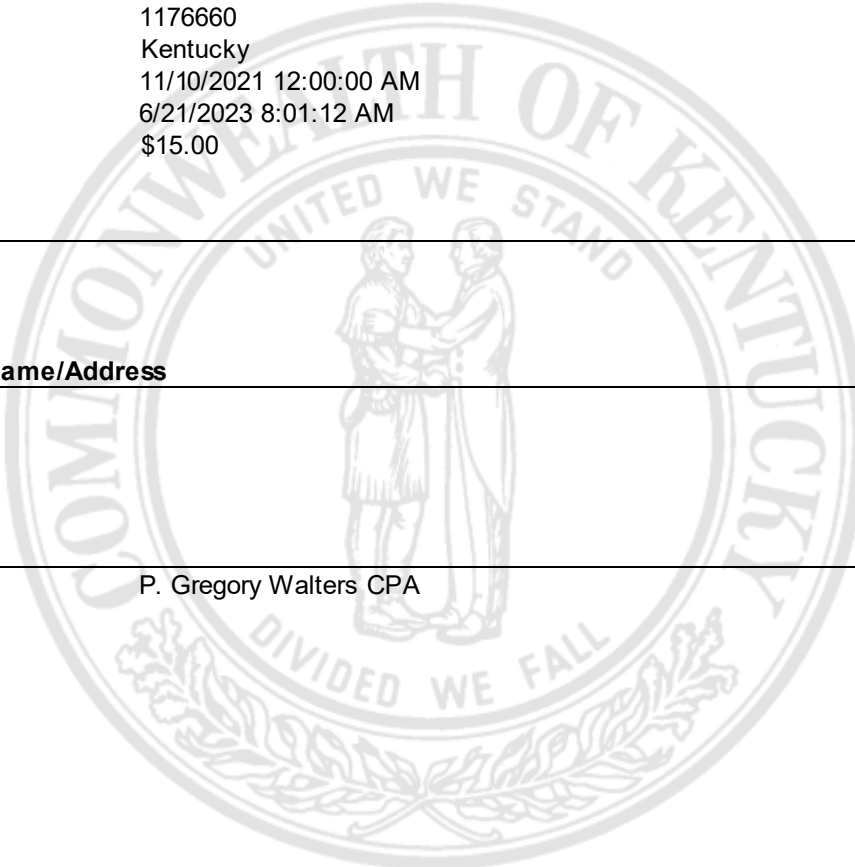 1176660
Kentucky
11/10/2021 12:00:00 AM
6/21/2023 8:01:12 AM
$15.00
COMMONWEALTH OF KENTUCKY
UNITED WE STAND
ame/Address
P. Gregory Walters CPA
DIVIDED WE FALL